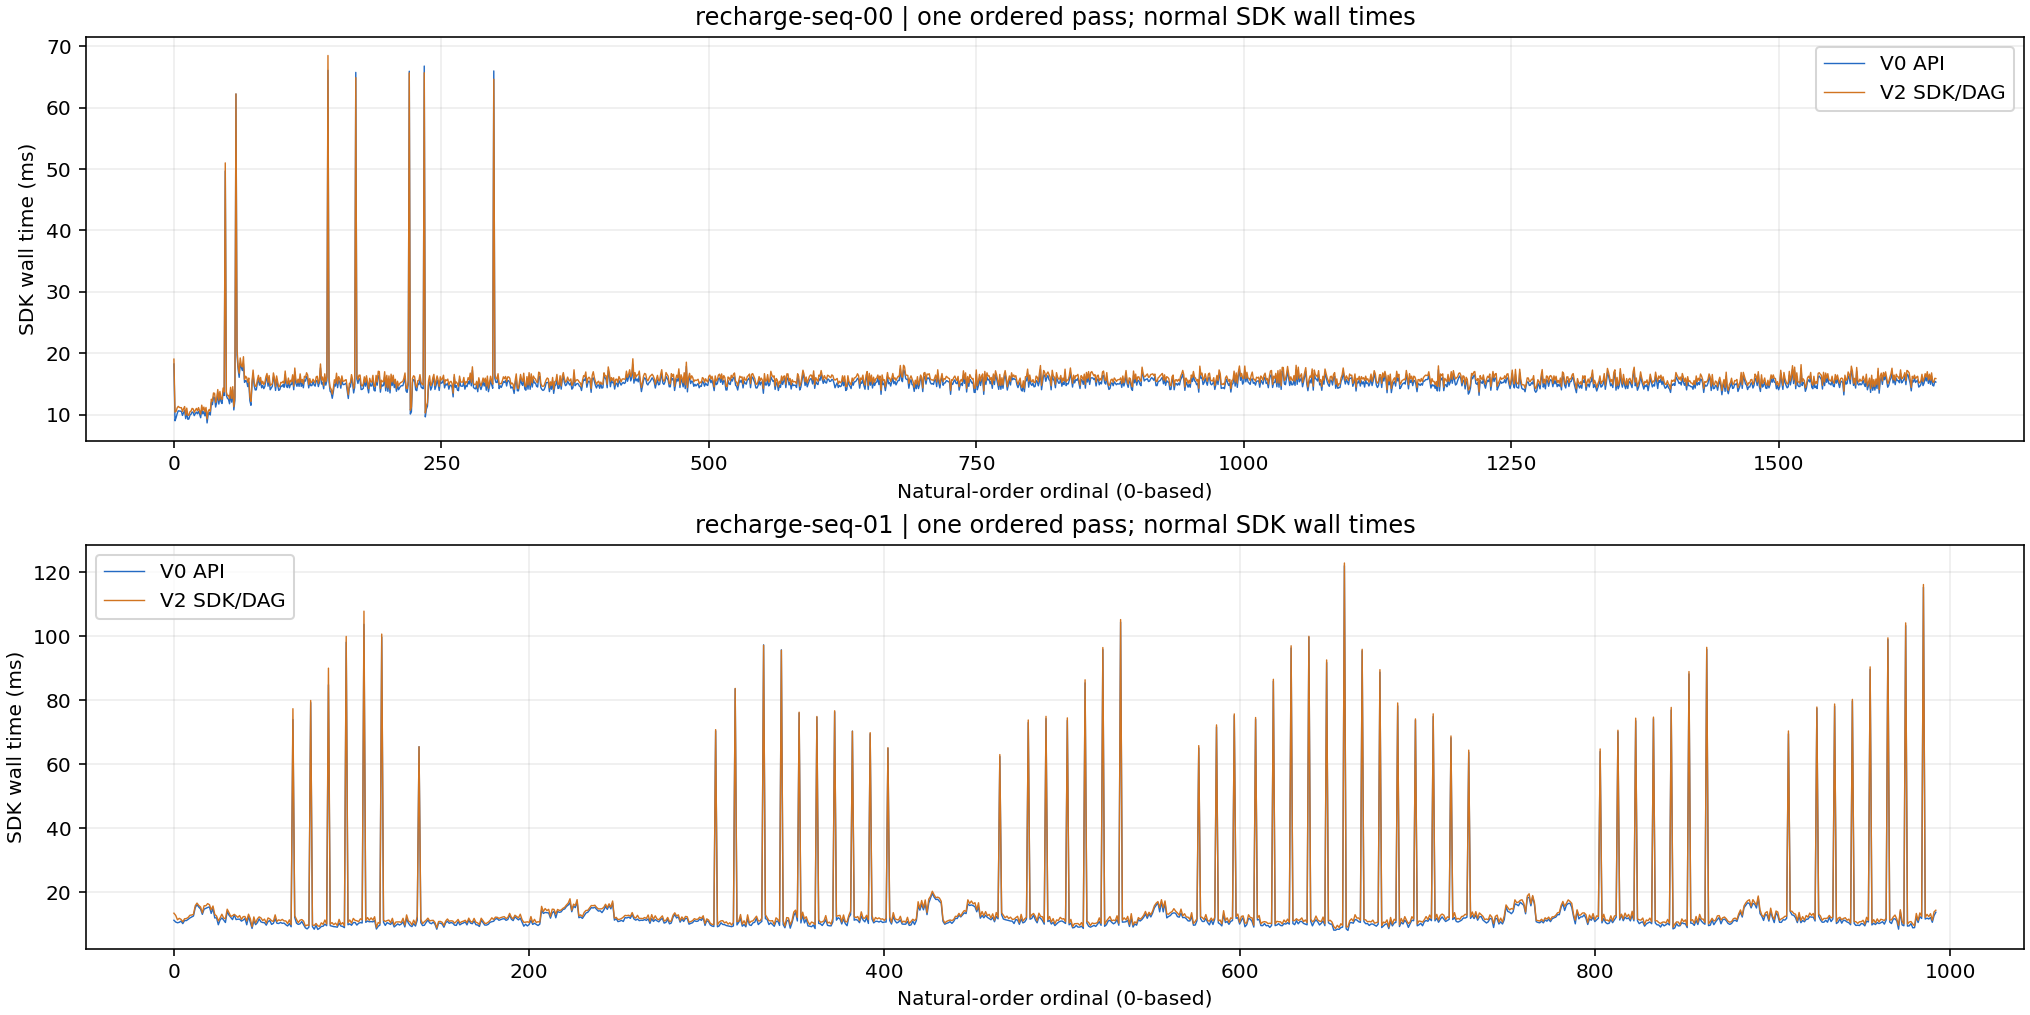 recharge-seq-00 | one ordered pass; normal SDK wall times
SDK wall time (ms)
70
60
50
40
30
20
10
V0 API
V2 SDK/DAG
0
250
500
750
1000
1250
1500
Natural-order ordinal (0-based)
recharge-seq-01 | one ordered pass; normal SDK wall times
SDK wall time (ms)
120
100
80
60
40
20
V0 API
V2 SDK/DAG
0
200
400
600
800
1000
Natural-order ordinal (0-based)